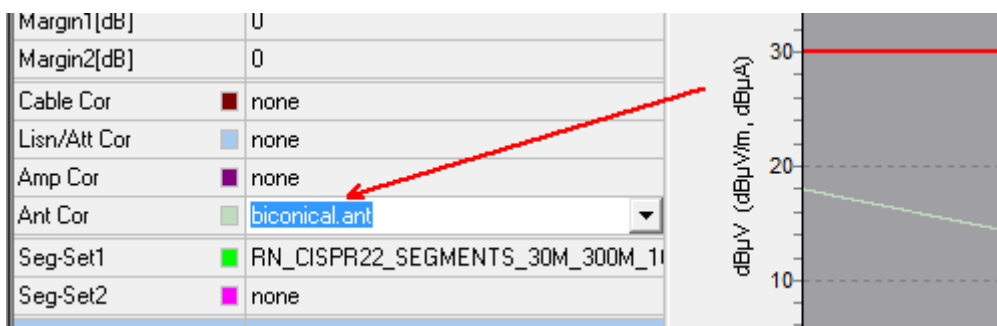 Margin1[dB] 0
Margin2[dB] 0
Cable Cor none
Lisn/Att Cor none
Amp Cor none
Ant Cor biconical.ant
Seg-Set1 RN_CISPR22_SEGMENTS_30M_300M_1
Seg-Set2 none
dBµV (dBµV/m, dBµA)
30
20
10